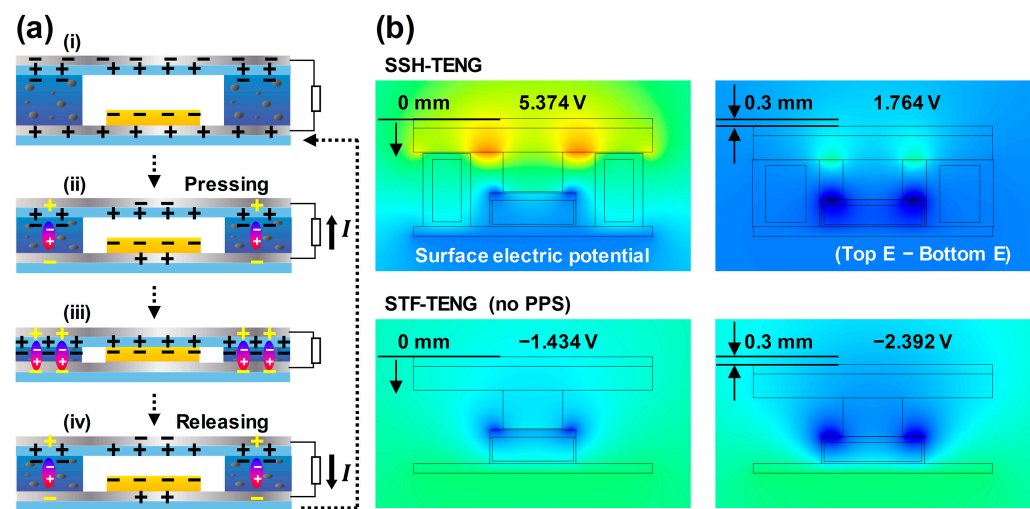 (a)
(i)
(ii)
Pressing
I
(iii)
(iv)
Releasing
I
(b)
SSH-TENG
0 mm
5.374 V
Surface electric potential
0.3 mm
1.764 V
(Top E − Bottom E)
STF-TENG (no PPS)
0 mm
−1.434 V
0.3 mm
−2.392 V